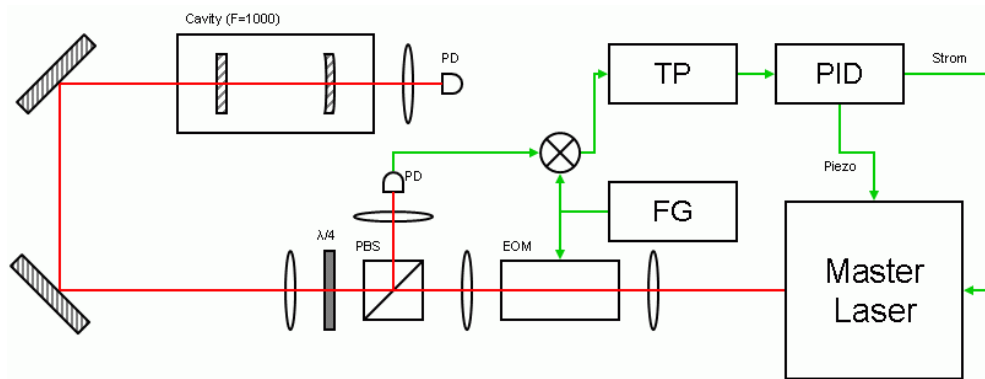 Cavity (F=1000)
PD
TP
PID
Strom
PD
Piezo
FG
λ/4
PBS
EOM
Master
Laser